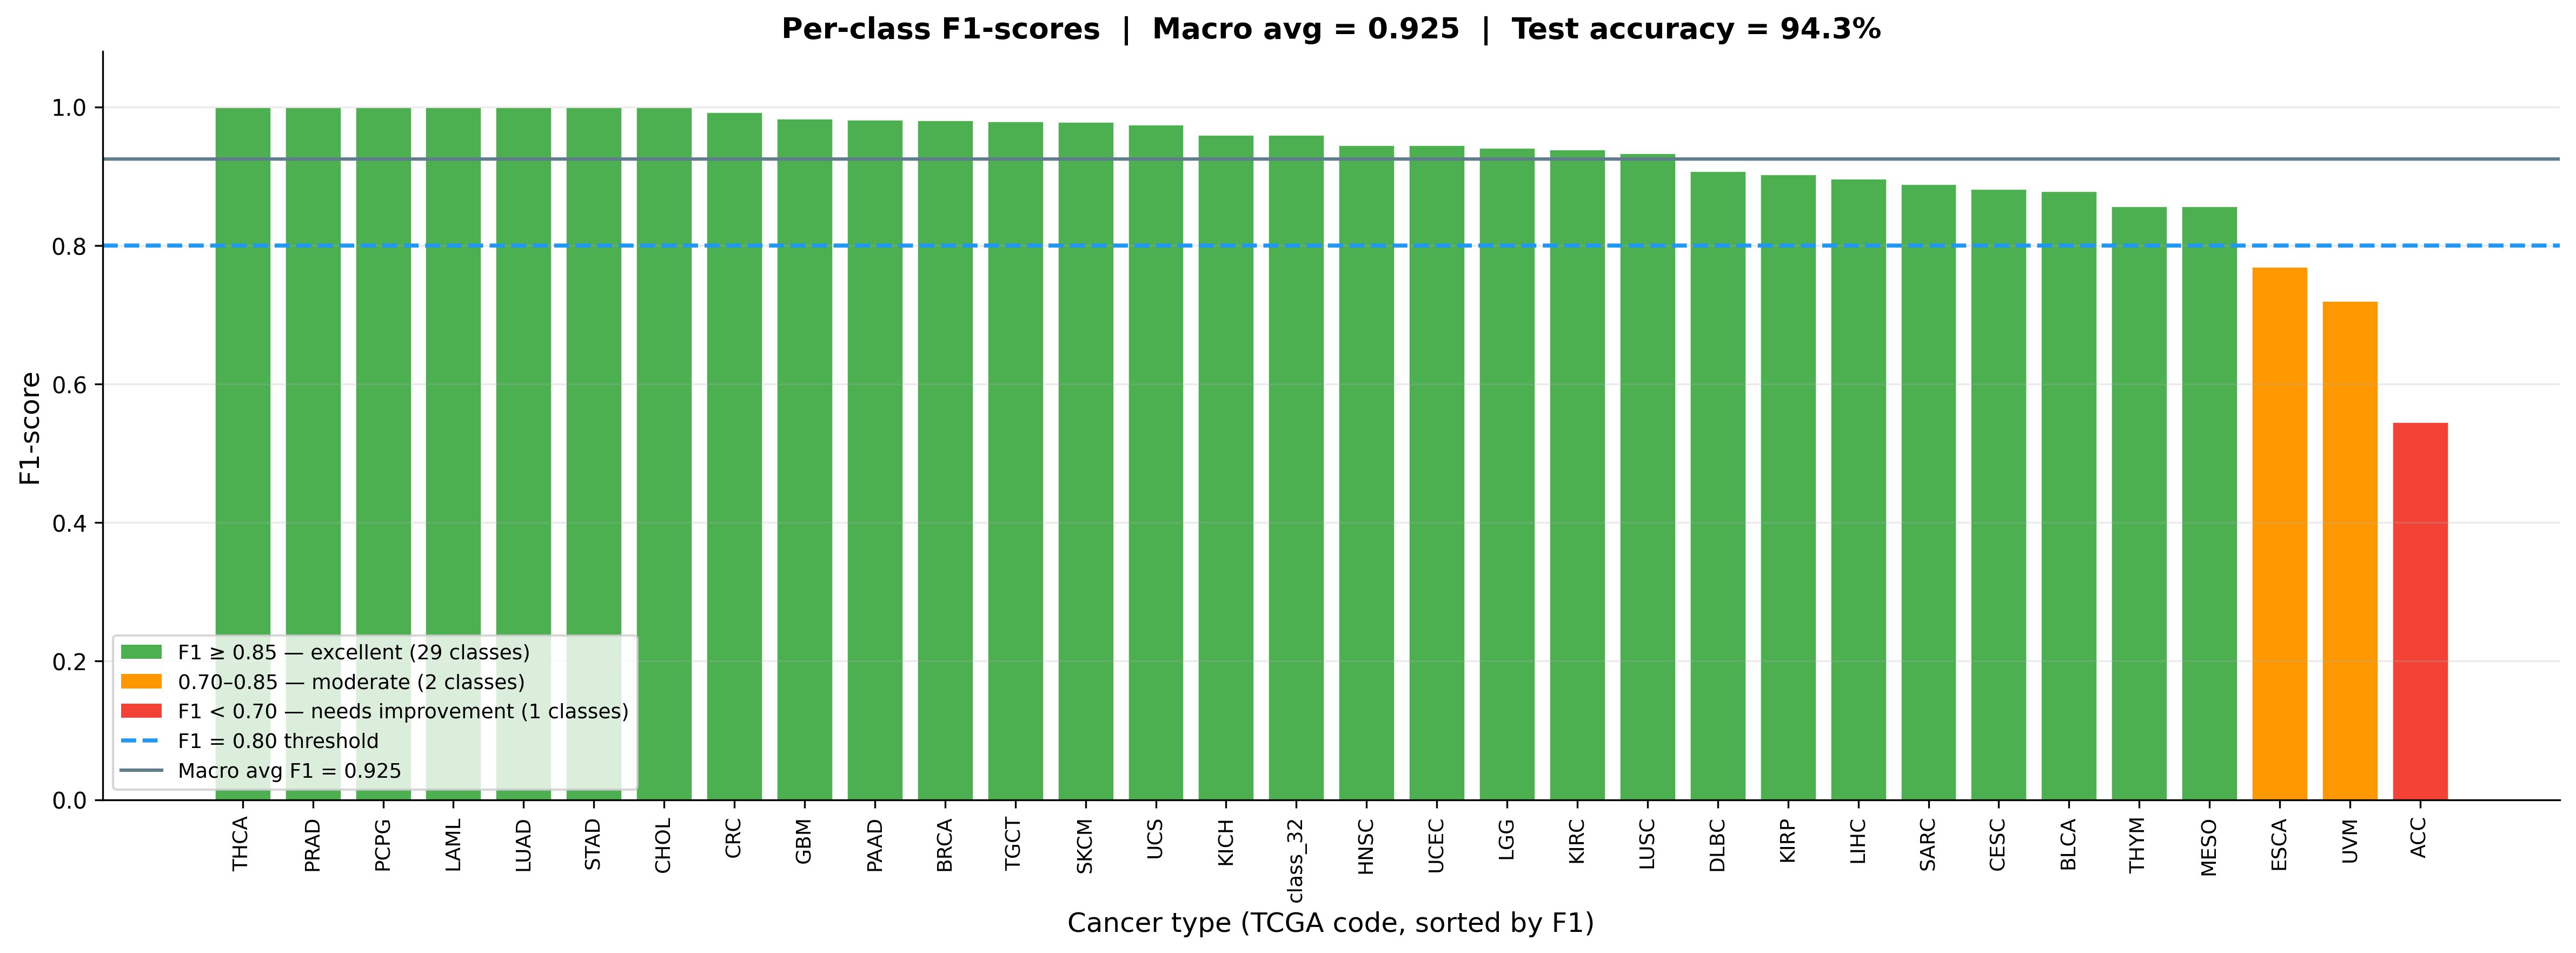 Per-class F1-scores | Macro avg = 0.925 | Test accuracy = 94.3%
F1-score
1.0
0.8
0.6
0.4
0.2
0.0
F1 ≥ 0.85 — excellent (29 classes)
0.70–0.85 — moderate (2 classes)
F1 < 0.70 — needs improvement (1 classes)
F1 = 0.80 threshold
Macro avg F1 = 0.925
THCA
PRAD
PCPG
LAML
LUAD
STAD
CHOL
CRC
GBM
PAAD
BRCA
TGCT
SKCM
UCS
KICH
class_32
HNSC
UCEC
LGG
KIRC
LUSC
DLBC
KIRP
LIHC
SARC
CESC
BLCA
THYM
MESO
ESCA
UVM
ACC
Cancer type (TCGA code, sorted by F1)